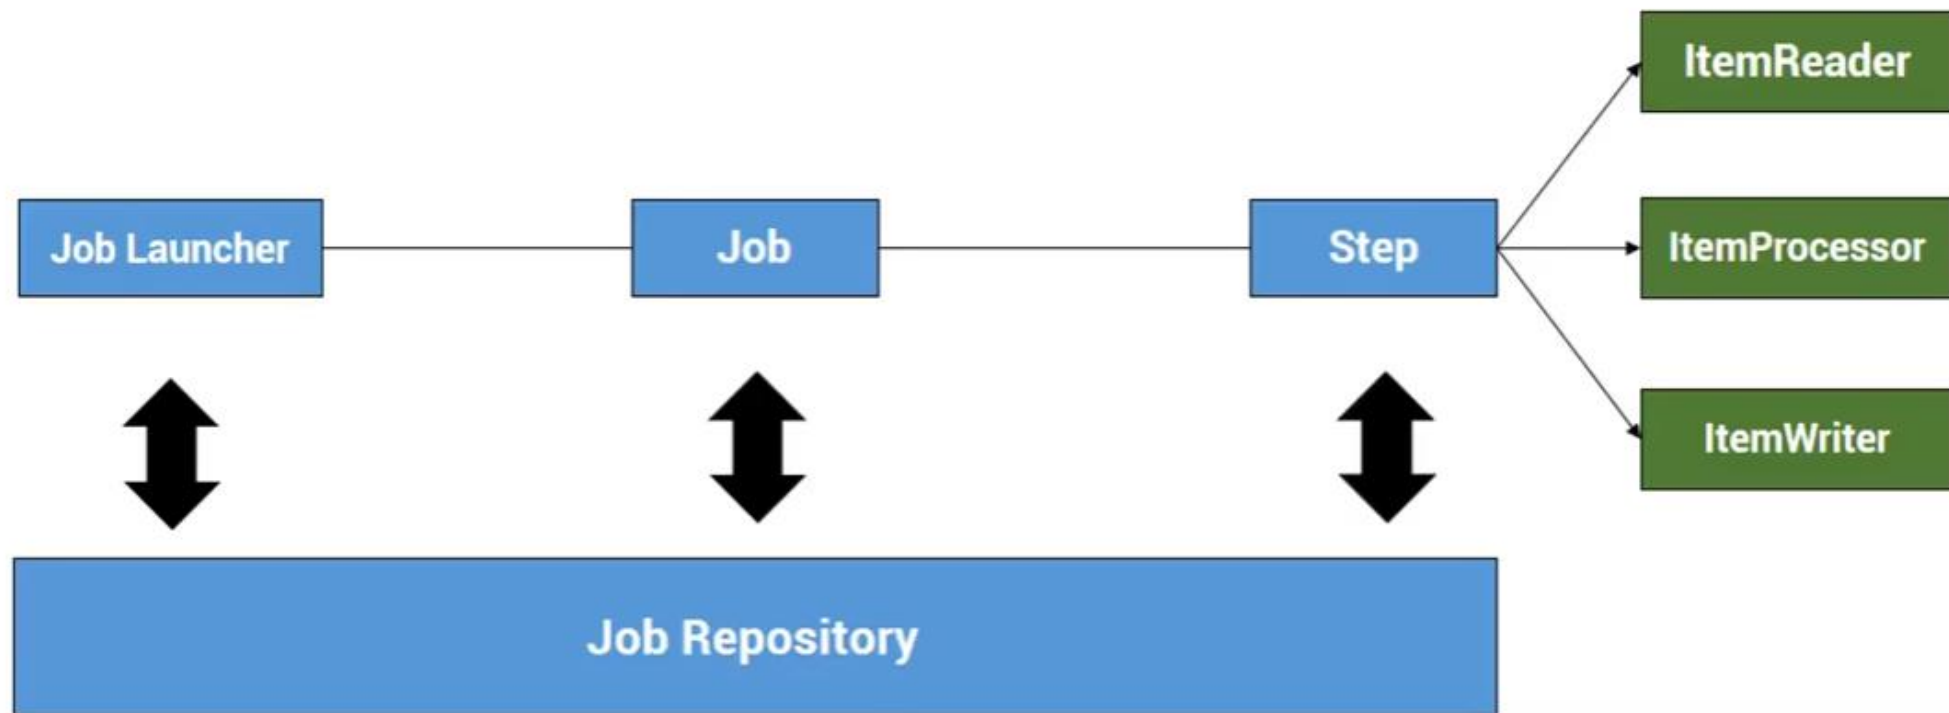 ItemReader
Job Launcher
Job
Step
ItemProcessor
ItemWriter
Job Repository